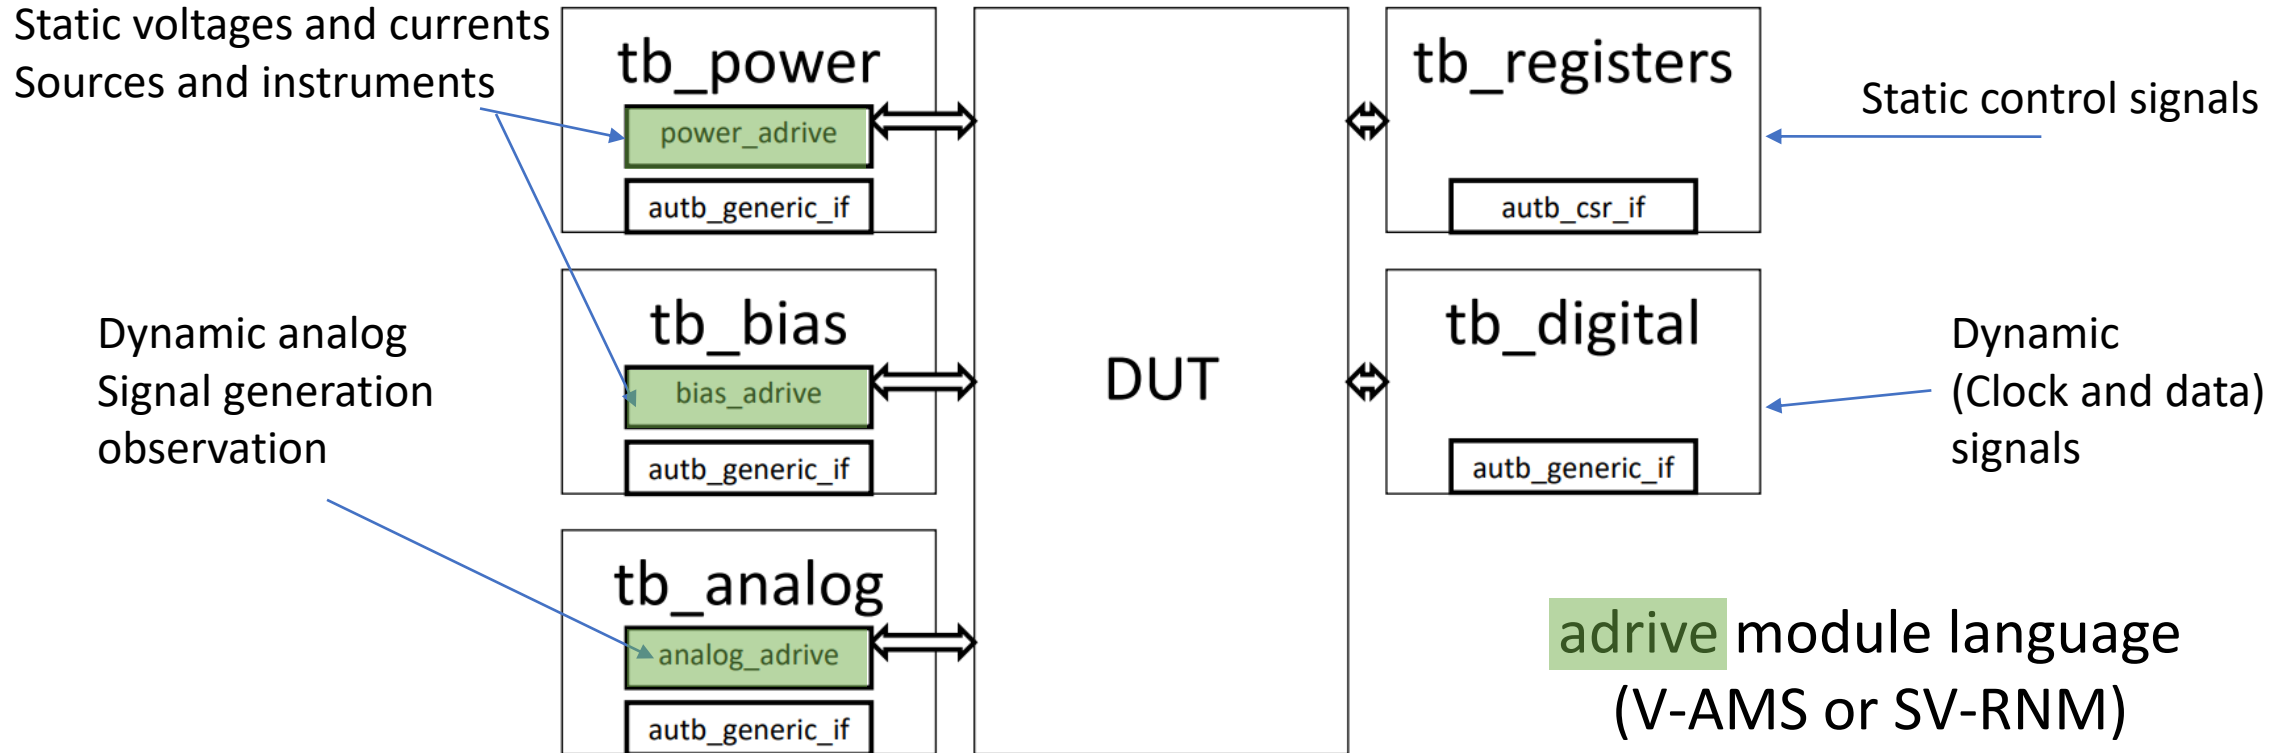 Static voltages and currents
Sources and instruments
tb_power
power_adrive
autb_generic_if
tb_registers
autb_csr_if
Static control signals
Dynamic analog
Signal generation
observation
tb_bias
bias_adrive
autb_generic_if
DUT
tb_digital
autb_generic_if
Dynamic
(Clock and data)
signals
tb_analog
analog_adrive
autb_generic_if
adrive module language
(V-AMS or SV-RNM)